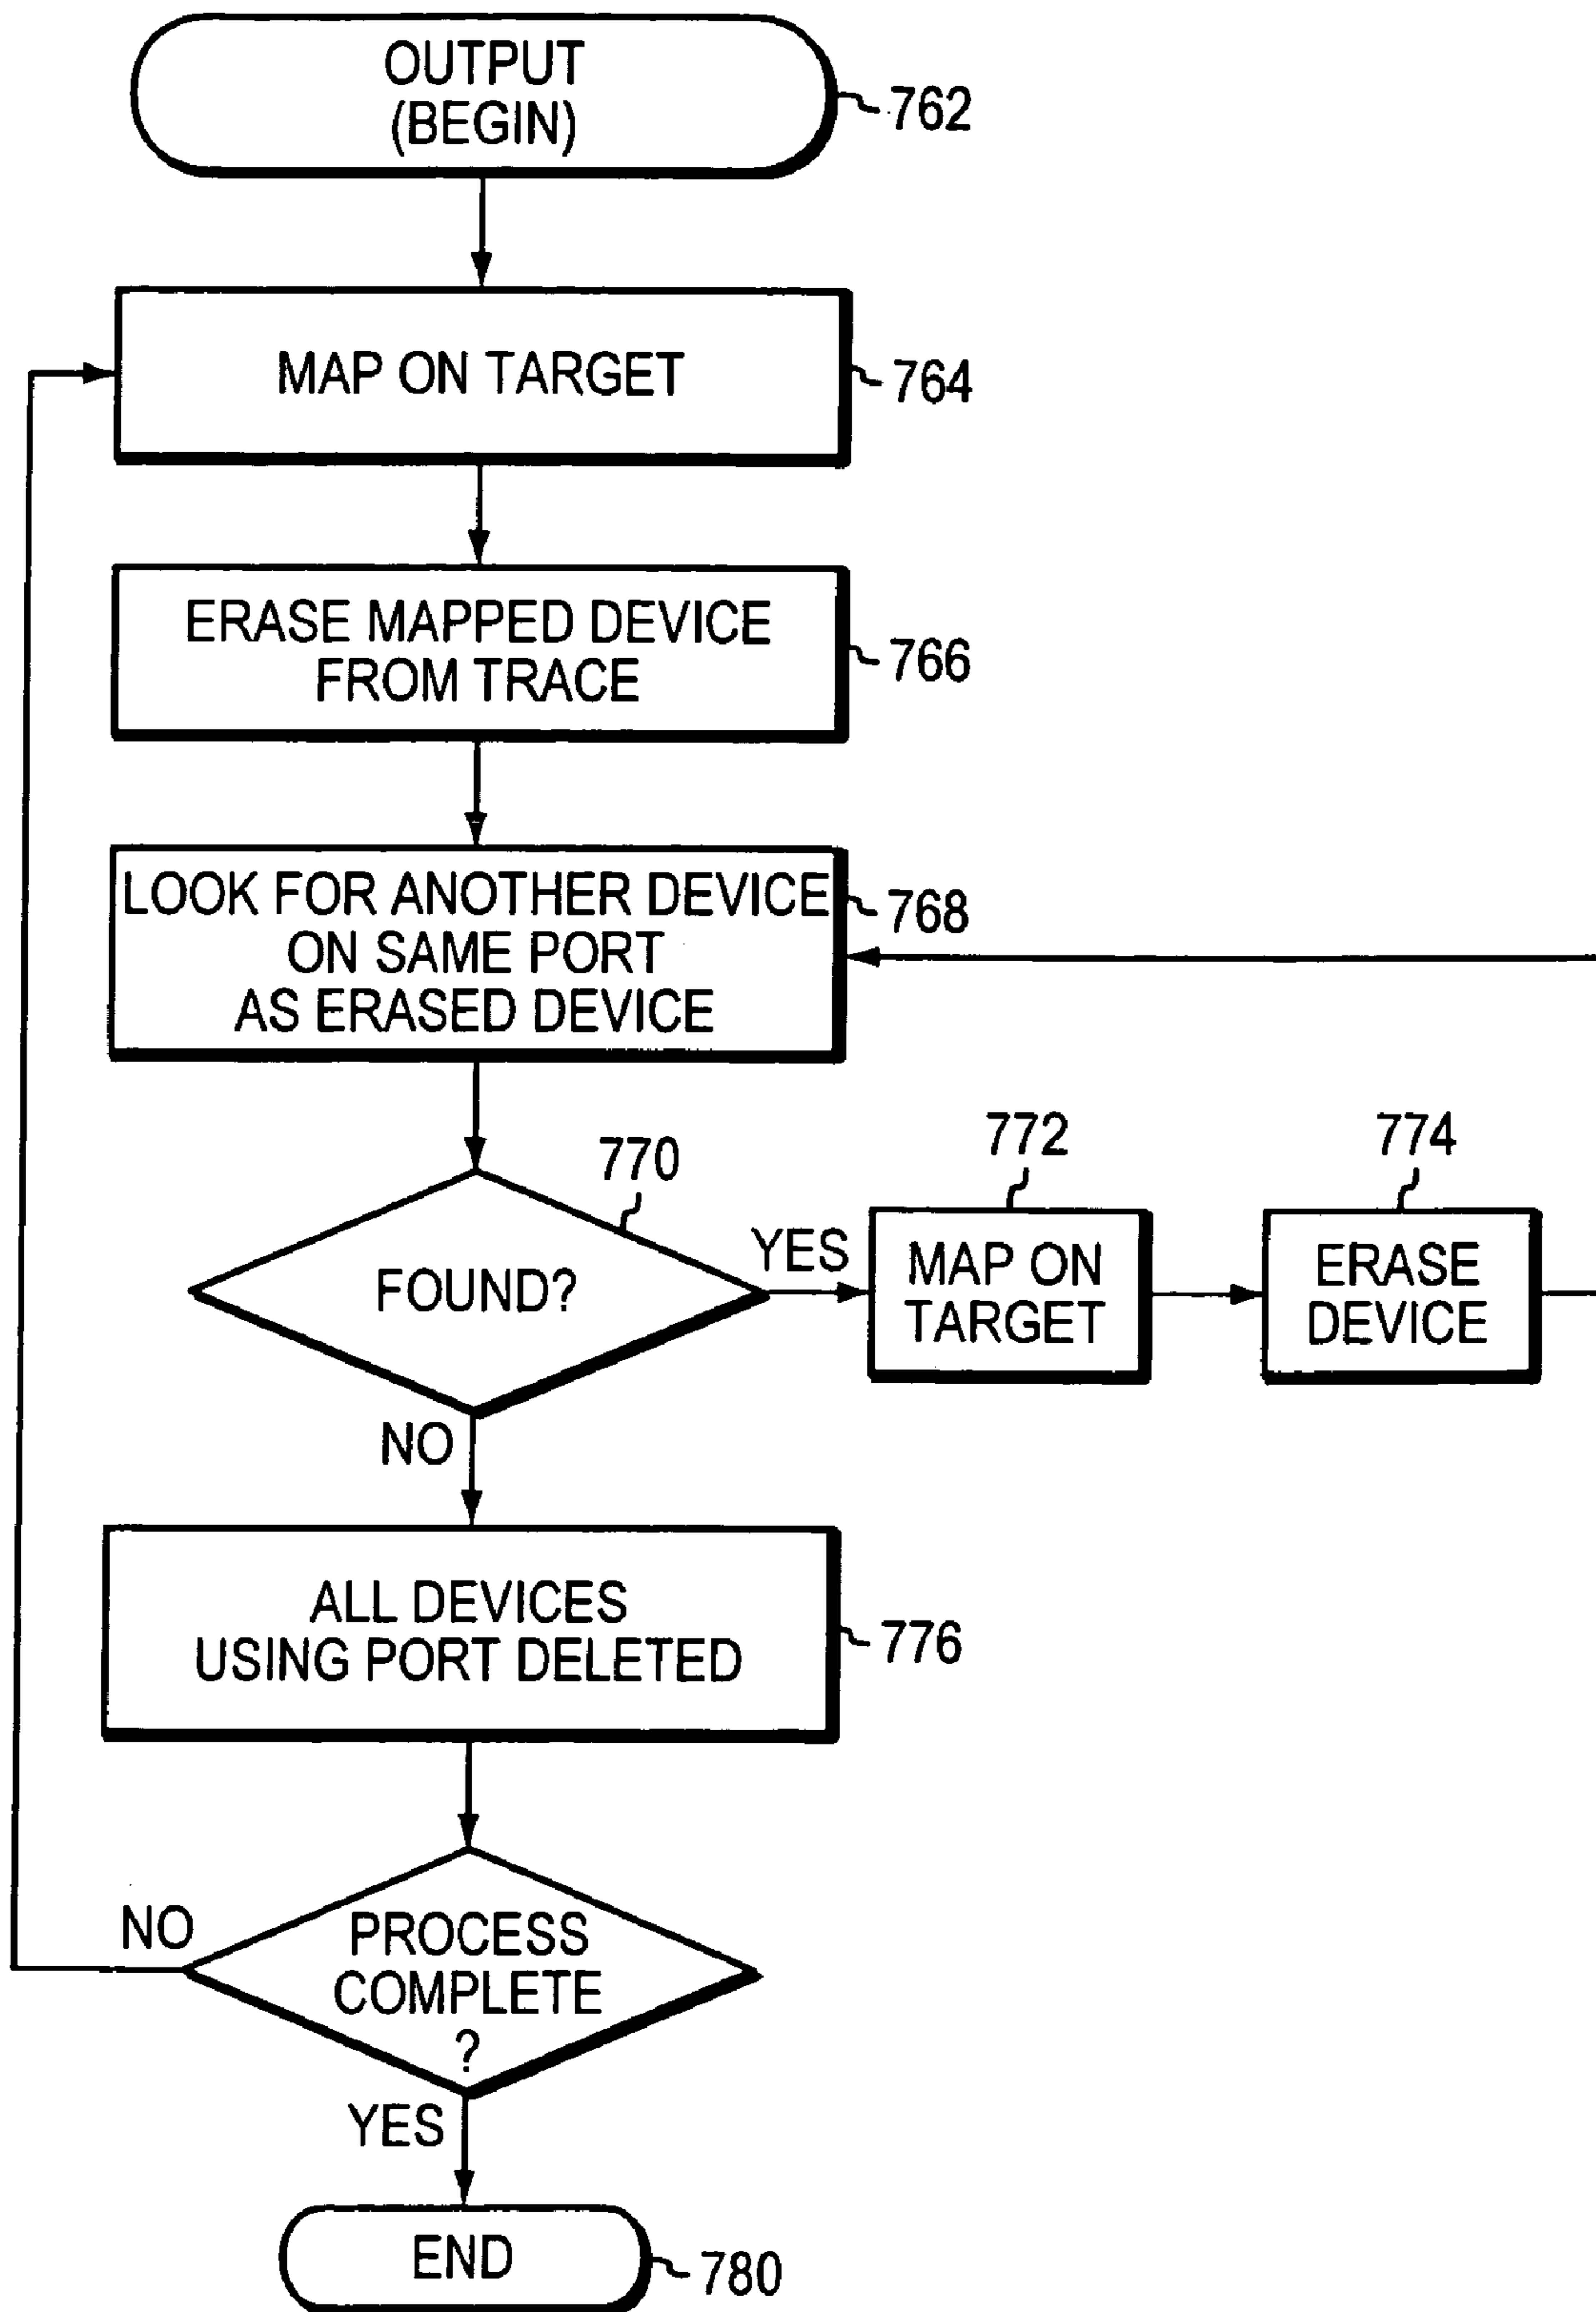 OUTPUT
(BEGIN)
762
MAP ON TARGET
764
ERASE MAPPED DEVICE
FROM TRACE
766
LOOK FOR ANOTHER DEVICE
ON SAME PORT
AS ERASED DEVICE
768
770
FOUND?
YES
772
MAP ON
TARGET
774
ERASE
DEVICE
NO
ALL DEVICES
USING PORT DELETED
776
PROCESS
COMPLETE
?
NO
YES
END
780